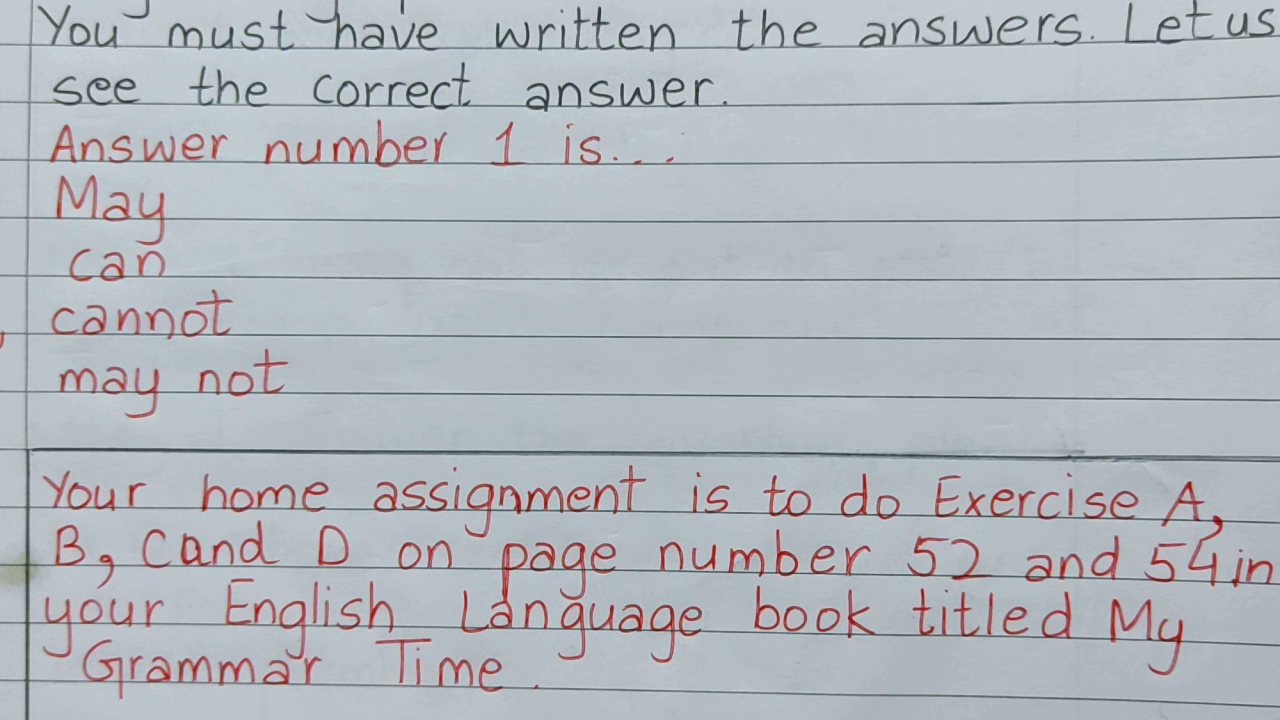 You must have written the answers. Let us
see the correct answer.
Answer number 1 is...
May
can
cannot
may not
Your home assignment is to do Exercise A,
B, C and D on page number 52 and 54 in
your English Language book titled My
Grammar Time.